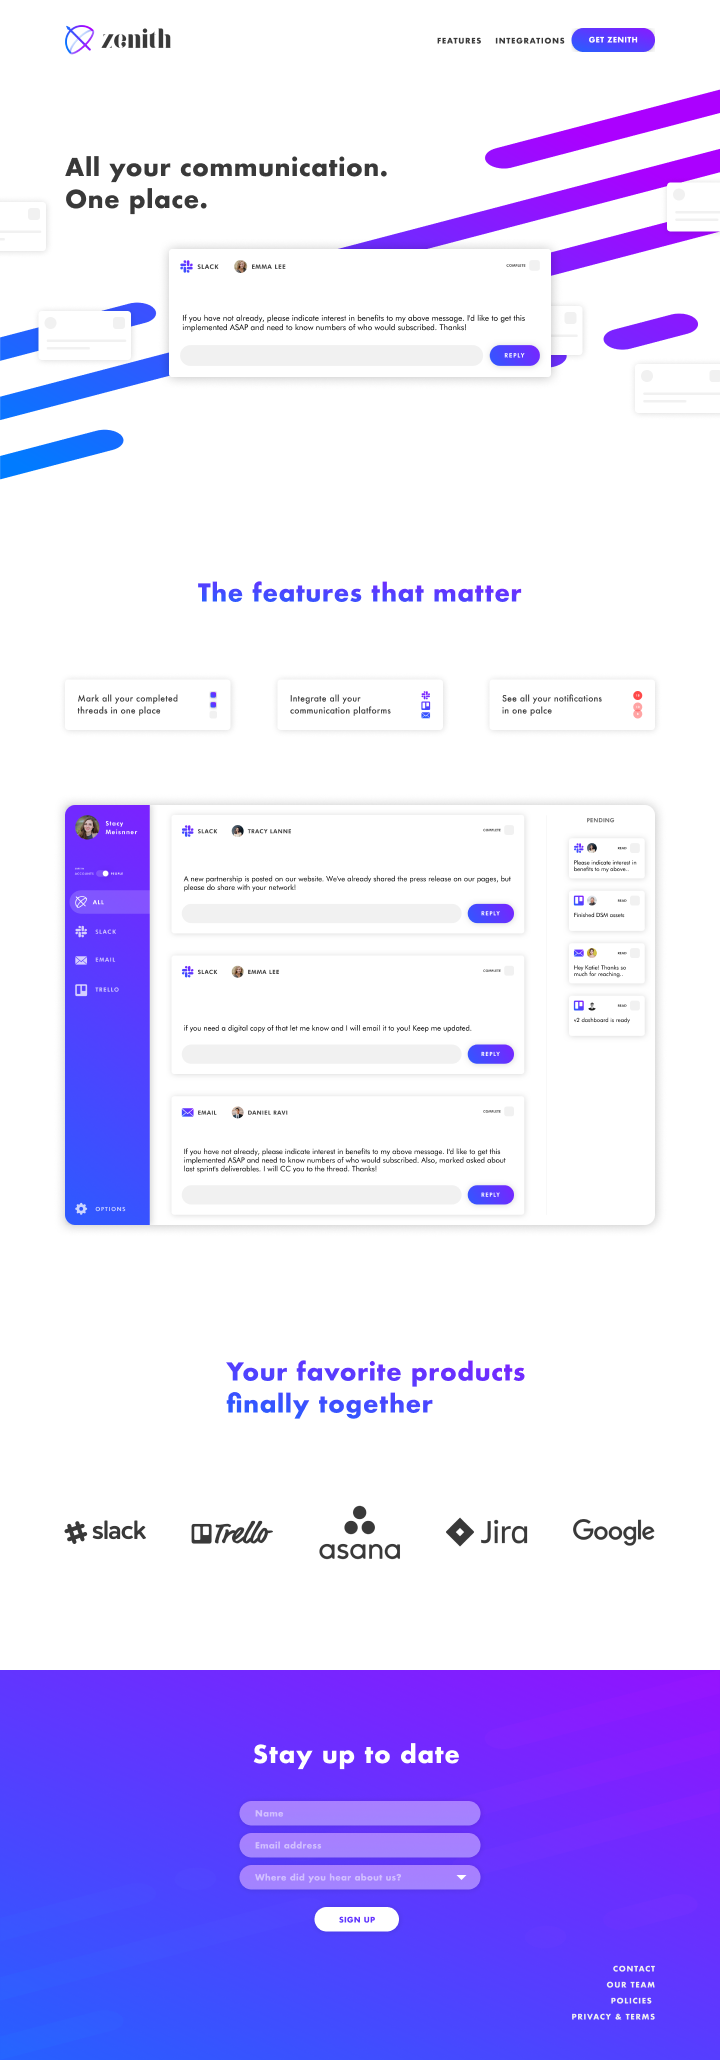 zenith
FEATURES INTEGRATIONS GET ZENITH
All your communication.
One place.
SLACK EMMA LEE COMPLETE
If you have not already, please indicate interest in benefits to my above message. I'd like to get this
implemented ASAP and need to know numbers of who would subscribed. Thanks!
REPLY
The features that matter
Mark all your completed
threads in one place
Integrate all your
communication platforms
See all your notifications
in one palce
Stacy
Meisnner
ALL
SLACK
EMAIL
TRELLO
OPTIONS
SLACK TRACY LANNE COMPLETE
A new partnership is posted on our website. We've already shared the press release on our pages, but
please do share with your network!
REPLY
SLACK EMMA LEE COMPLETE
if you need a digital copy of that let me know and I will email it to you! Keep me updated.
REPLY
EMAIL DANIEL RAVI COMPLETE
If you have not already, please indicate interest in benefits to my above message. I'd like to get this
implemented ASAP and need to know numbers of who would subscribed. Also, marked asked about
last sprint's deliverables. I will CC you to the thread. Thanks!
REPLY
PENDING
READ
Please indicate interest in
benefits to my above..
READ
Finished DSM assets
READ
Hey Katie! Thanks so
much for reaching..
READ
v2 dashboard is ready
Your favorite products
finally together
slack Trello asana Jira Google
Stay up to date
Name
Email address
Where did you hear about us?
SIGN UP
CONTACT
OUR TEAM
POLICIES
PRIVACY & TERMS